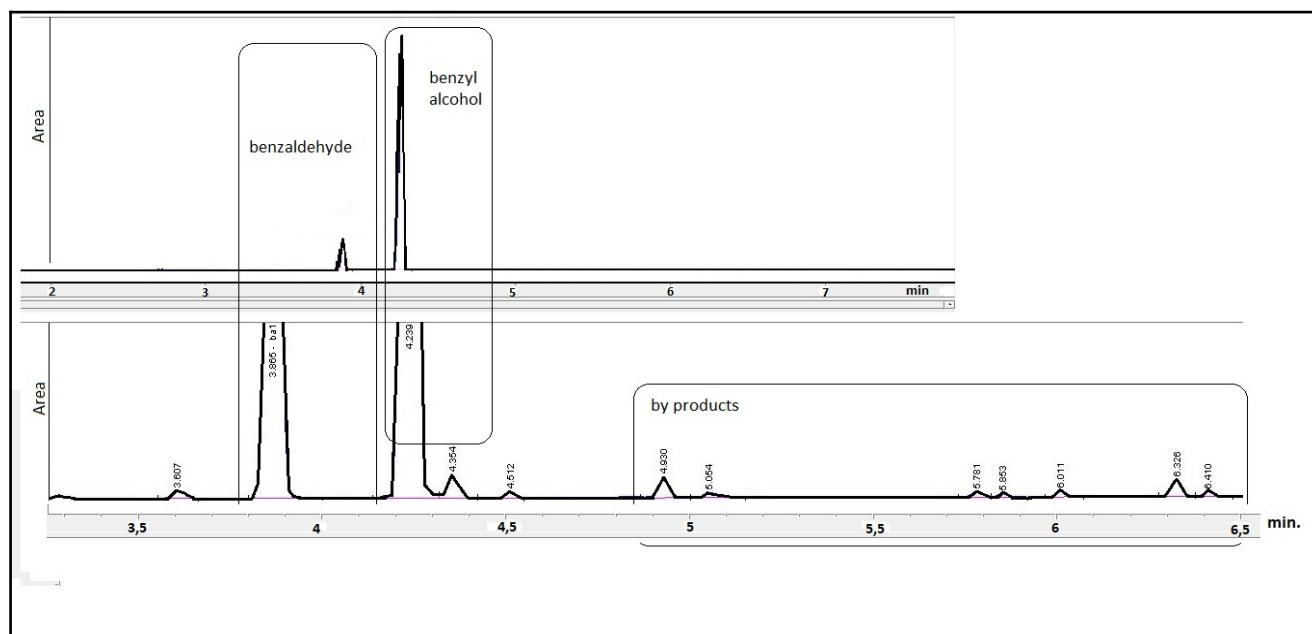 Area
benzaldehyde
benzyl
alcohol
2 3 4 5 6 7 min
Area
3.607
3.865 - ba1
4.239
4.354
4.512
by products
4.930
5.054
5.781
5.853
6.011
6.326
6.410
3,5 4 4,5 5 5,5 6 6,5 min.